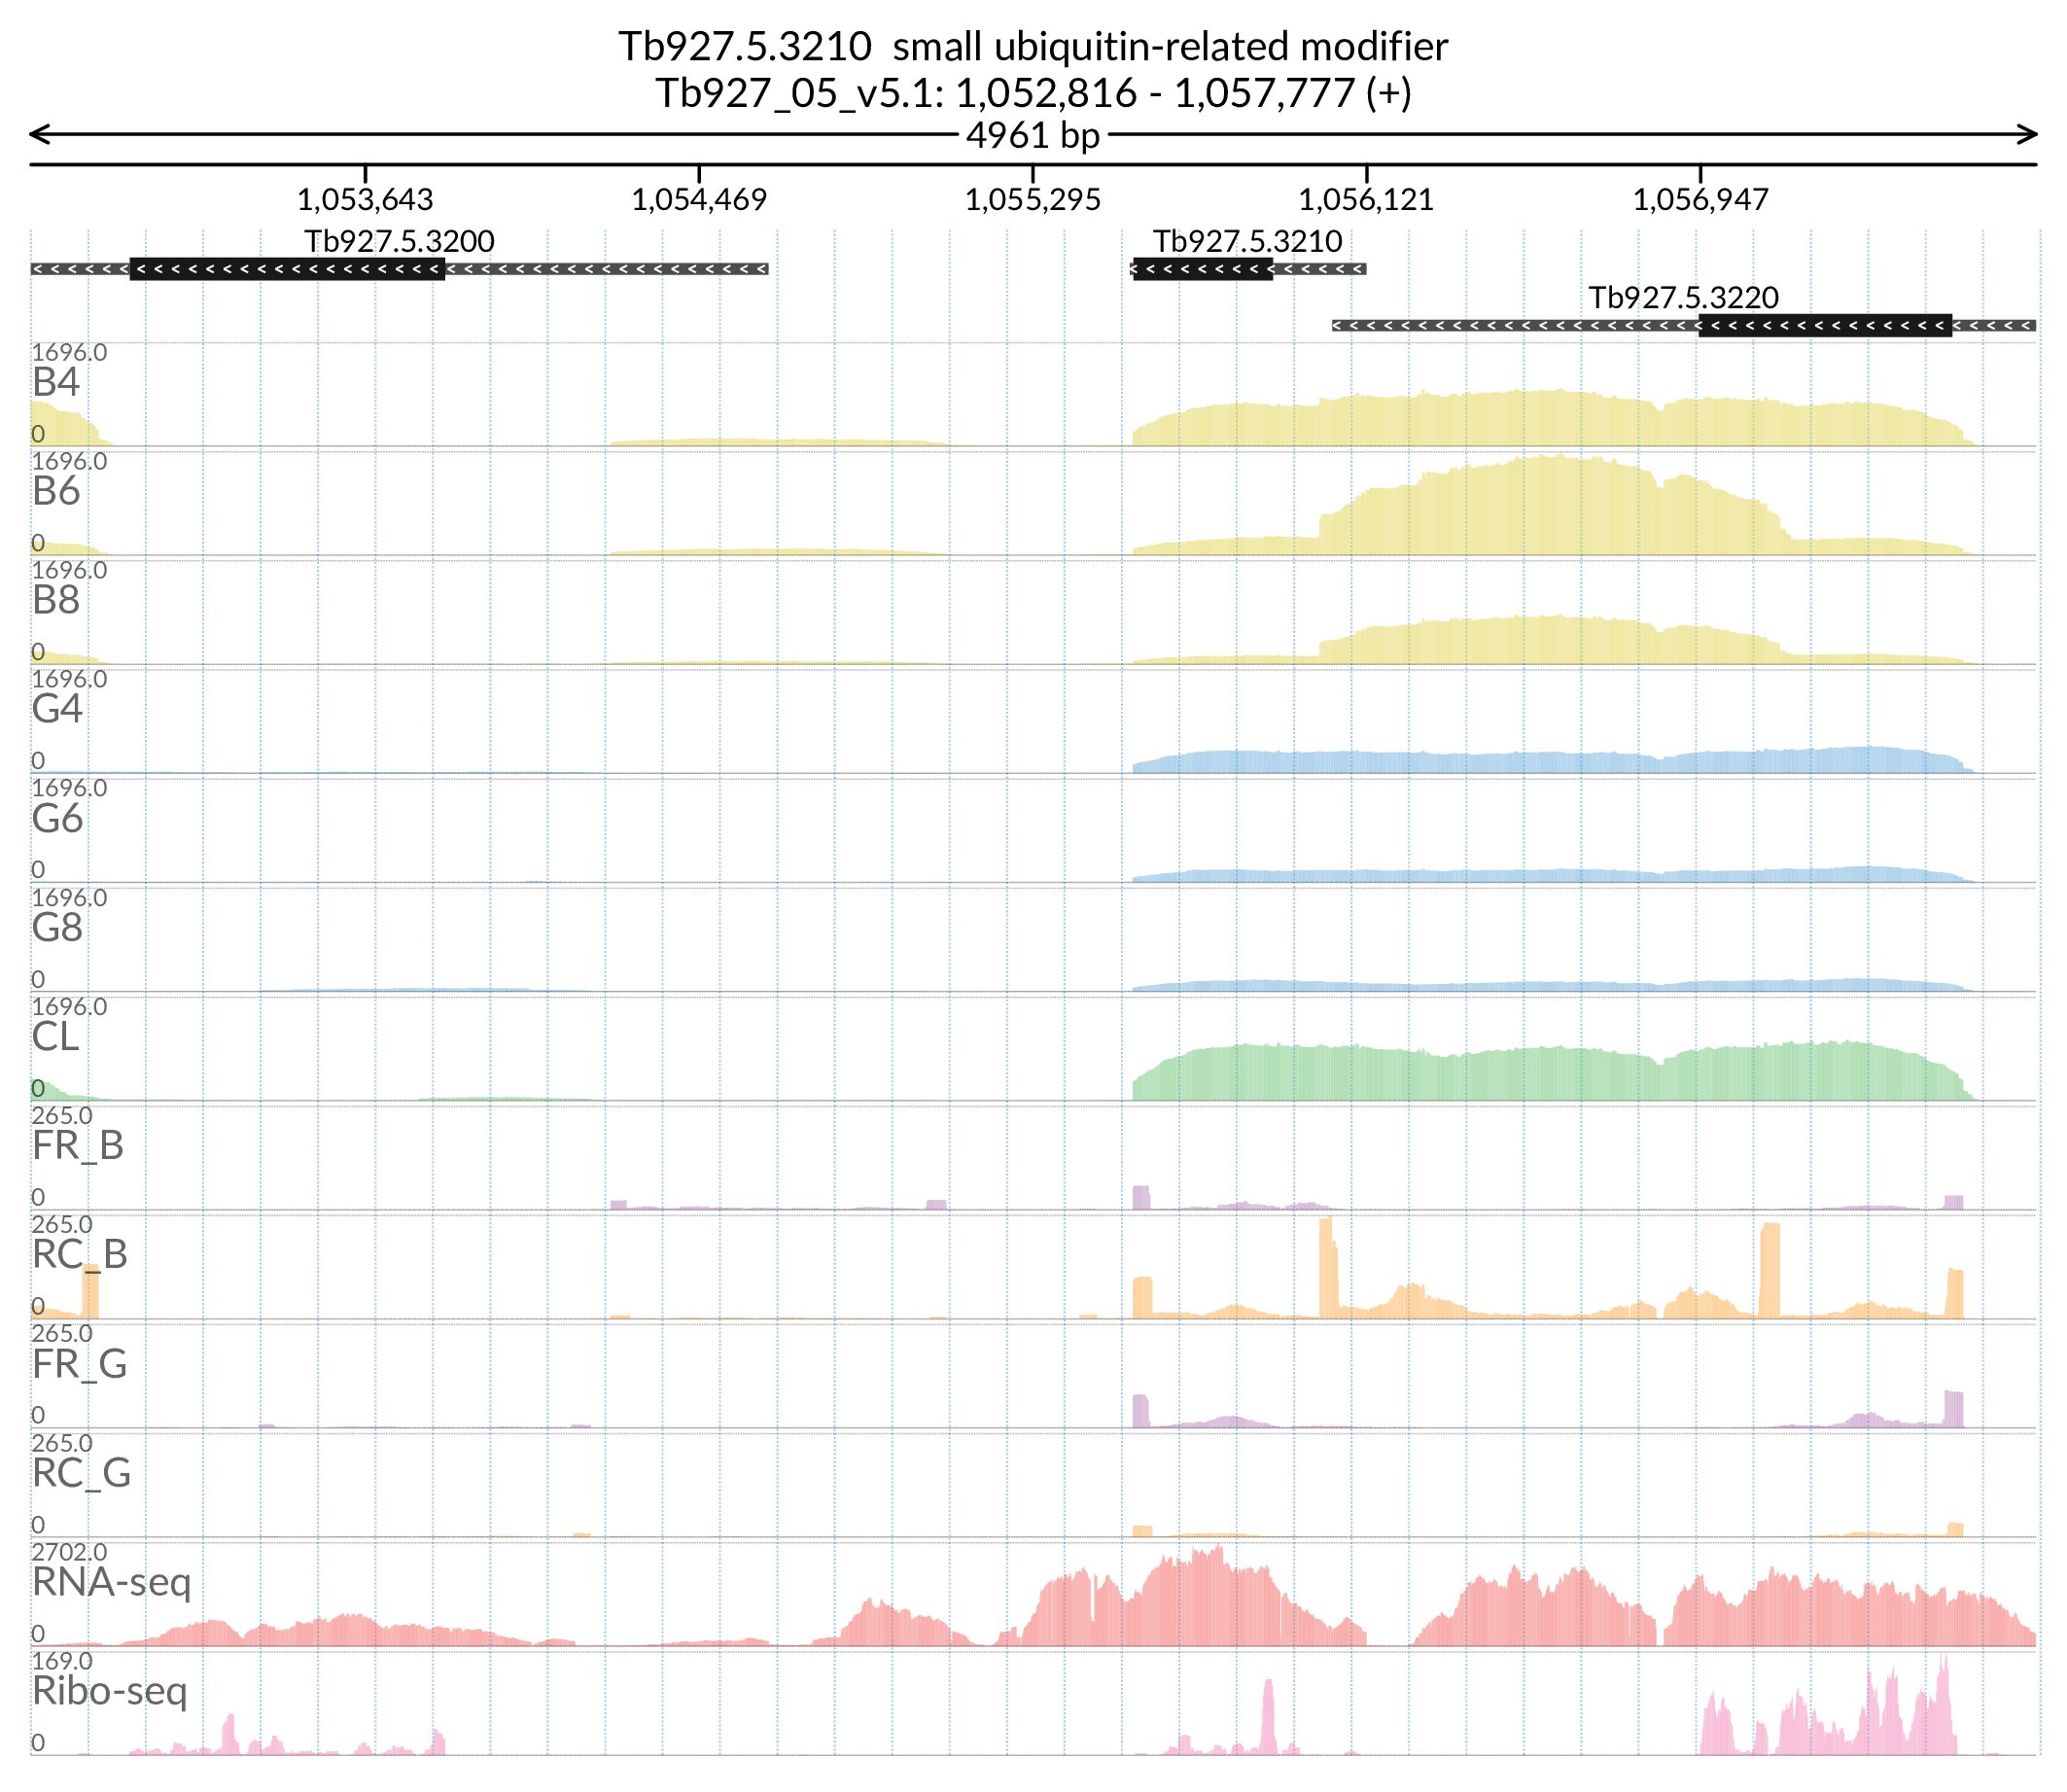 Tb927.5.3210  small ubiquitin-related modifier
Tb927_05_v5.1: 1,052,816 - 1,057,777 (+)
4961 bp
1,053,643 1,054,469 1,055,295 1,056,121 1,056,947
Tb927.5.3200 Tb927.5.3210
Tb927.5.3220
1696.0
B4
0
1696.0
B6
0
1696.0
B8
0
1696.0
G4
0
1696.0
G6
0
1696.0
G8
0
1696.0
CL
0
265.0
FR_B
0
265.0
RC_B
0
265.0
FR_G
0
265.0
RC_G
0
2702.0
RNA-seq
0
169.0
Ribo-seq
0